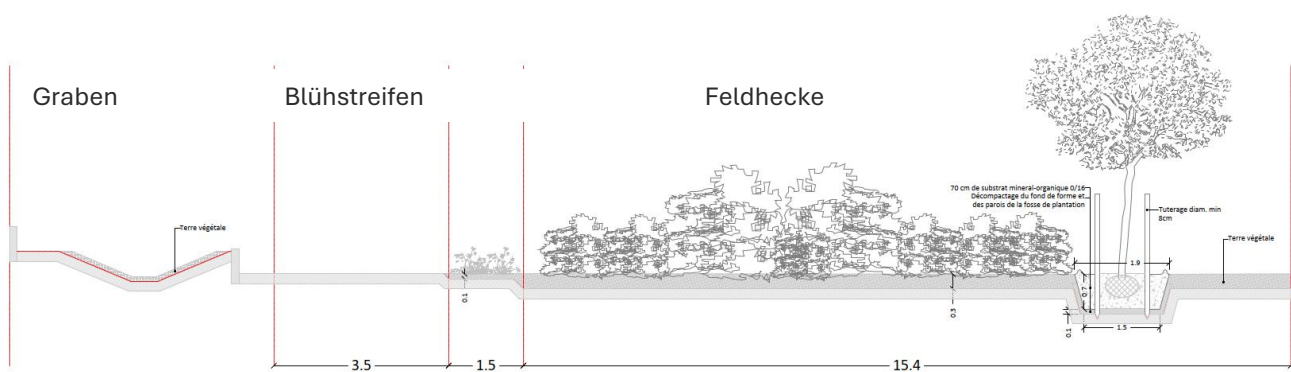 Graben
Blühstreifen
Feldhecke
70 cm de substrat mineral-organique 0/16
Décompactage du fond de forme et
des parois de la fosse de plantation
Tuterage diam. min
8cm
Terre végétale
Terre végétale
1.9
0.7
0.1
0.3
0.1
1.5
3.5
1.5
15.4